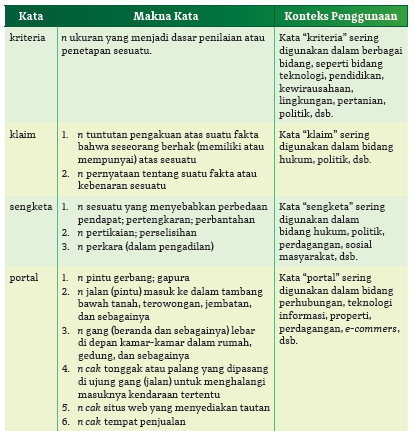 Kata Makna Kata Konteks Penggunaan
kriteria
n ukuran yang menjadi dasar penilaian atau
penetapan sesuatu.
Kata “kriteria” sering
digunakan dalam berbagai
bidang, seperti bidang
teknologi, pendidikan,
kewirausahaan,
lingkungan, pertanian,
politik, dsb.
klaim
1. n tuntutan pengakuan atas suatu fakta
bahwa seseorang berhak (memiliki atau
mempunyai) atas sesuatu
2. n pernyataan tentang suatu fakta atau
kebenaran sesuatu
Kata “klaim” sering
digunakan dalam bidang
hukum, politik, dsb.
sengketa
1. n sesuatu yang menyebabkan perbedaan
pendapat; pertengkaran; perbantahan
2. n pertikaian; perselisihan
3. n perkara (dalam pengadilan)
Kata “sengketa” sering
digunakan dalam
bidang hukum, politik,
perdagangan, sosial
masyarakat, dsb.
portal
1. n pintu gerbang; gapura
2. n jalan (pintu) masuk ke dalam tambang
bawah tanah, terowongan, jembatan,
dan sebagainya
3. n gang (beranda dan sebagainya) lebar
di depan kamar-kamar dalam rumah,
gedung, dan sebagainya
4. n cak tonggak atau palang yang dipasang
di ujung gang (jalan) untuk menghalangi
masuknya kendaraan tertentu
5. n cak situs web yang menyediakan tautan
6. n cak tempat penjualan
Kata “portal” sering
digunakan dalam bidang
perhubungan, teknologi
informasi, properti,
perdagangan, e-commers,
dsb.